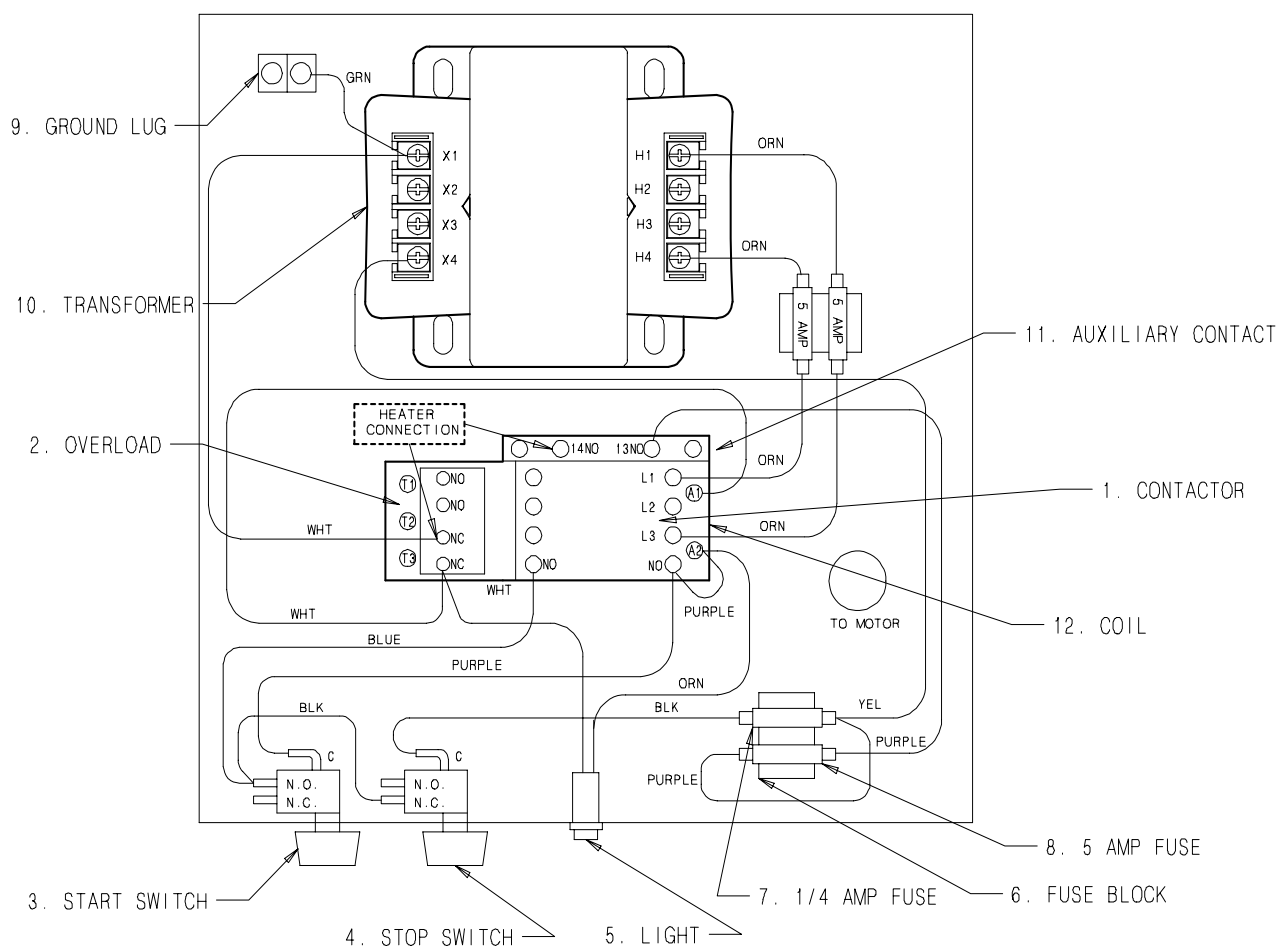 GRN
9. GROUND LUG
X1
X2
X3
X4
H1
H2
H3
H4
ORN
ORN
10. TRANSFORMER
5 AMP
5 AMP
11. AUXILIARY CONTACT
HEATER
CONNECTION
2. OVERLOAD
14NO
13NO
T1
NO
L1
A1
ORN
NO
L2
1. CONTACTOR
T2
WHT
NC
L3
ORN
T3
NC
NO
NO
A2
WHT
WHT
PURPLE
TO MOTOR
12. COIL
BLUE
PURPLE
ORN
BLK
BLK
YEL
PURPLE
C
C
N.O.
N.C.
N.O.
N.C.
PURPLE
8. 5 AMP FUSE
3. START SWITCH
7. 1/4 AMP FUSE
6. FUSE BLOCK
4. STOP SWITCH
5. LIGHT